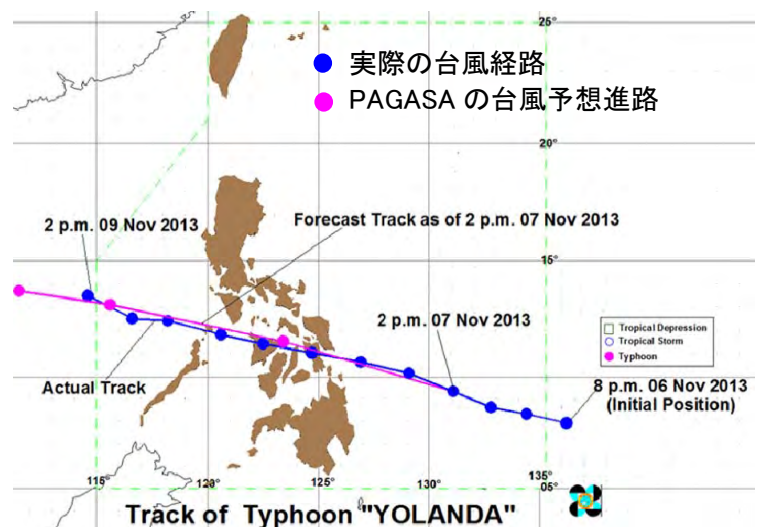 25°
実際の台風経路
PAGASA の台風予想進路
20°
2 p.m. 09 Nov 2013
Forecast Track as of 2 p.m. 07 Nov 2013
15°
2 p.m. 07 Nov 2013
Tropical Depression
Tropical Storm
Typhoon
Actual Track
8 p.m. 06 Nov 2013
(Initial Position)
115°
120°
125°
130°
135°
05°
Track of Typhoon "YOLANDA"